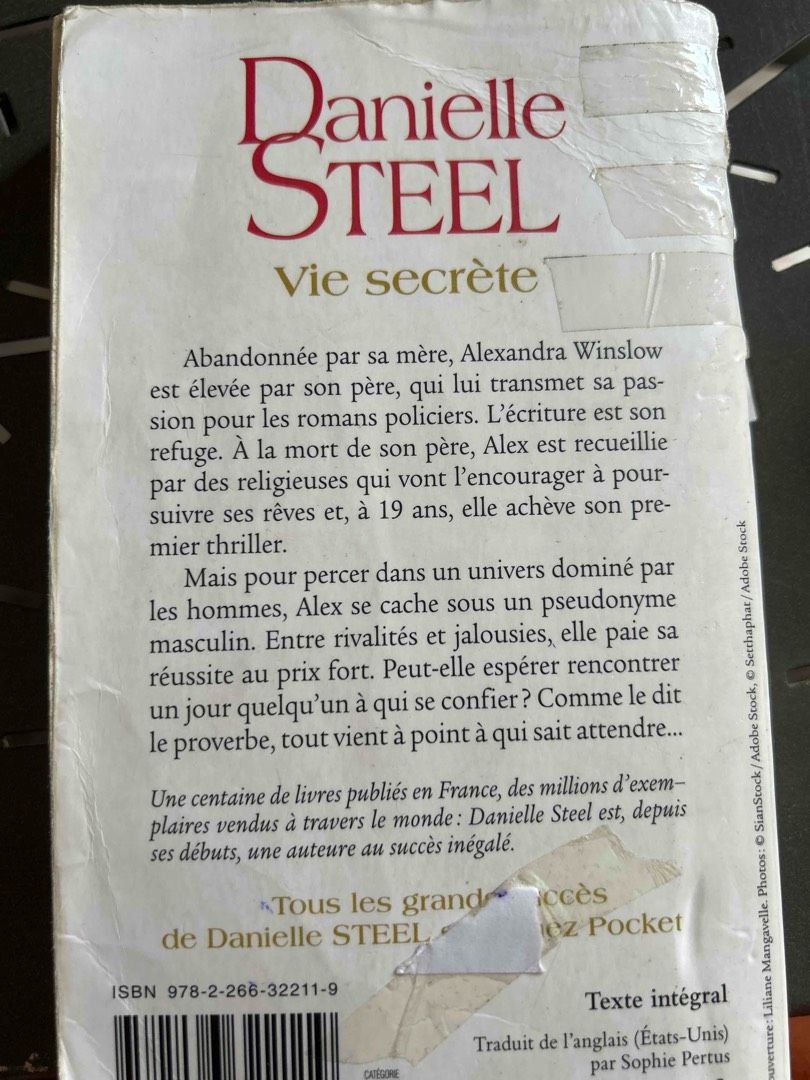 Danielle
STEEL
Vie secrète
Abandonnée par sa mère, Alexandra Winslow
est élevée par son père, qui lui transmet sa pas-
sion pour les romans policiers. L'écriture est son
refuge. À la mort de son père, Alex est recueillie
par des religieuses qui vont l'encourager à pour-
suivre ses rêves et, à 19 ans, elle achève son pre-
mier thriller.
Mais pour percer dans un univers dominé par
les hommes, Alex se cache sous un pseudonyme
masculin. Entre rivalités et jalousies, elle paie sa
réussite au prix fort. Peut-elle espérer rencontrer
un jour quelqu'un à qui se confier ? Comme le dit
le proverbe, tout vient à point à qui sait attendre...
Une centaine de livres publiés en France, des millions d'exem-
plaires vendus à travers le monde : Danielle Steel est, depuis
ses débuts, une auteure au succès inégalé.
Tous les grands
de Danielle STEEL Pocket
ISBN 978-2-266-32211-9
Texte intégral
Traduit de l'anglais (États-Unis)
par Sophie Pertus
CATÉGORIE
Liliane Mangavelle. Photos : © SianStock / Adobe Stock, © Setthaphat / Adobe Stock